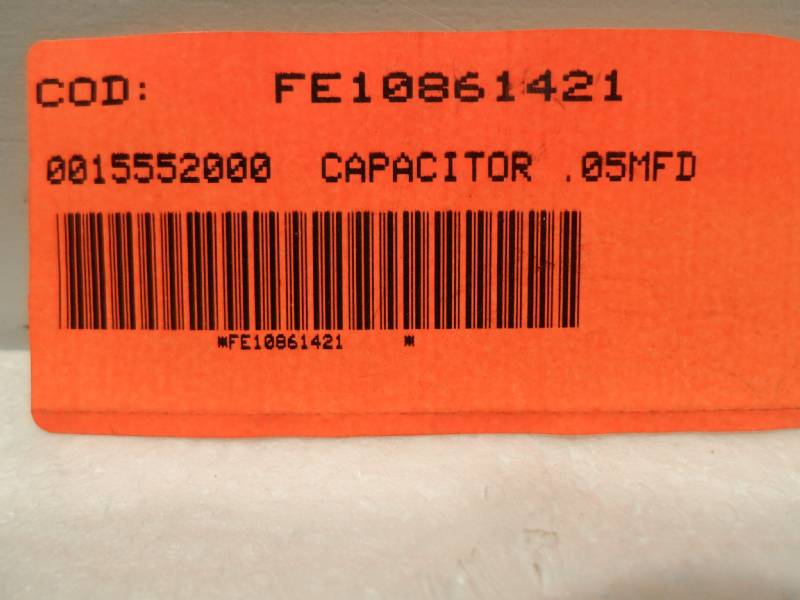 COD: FE10861421
0015552000 CAPACITOR .05MFD
*FE10861421 *